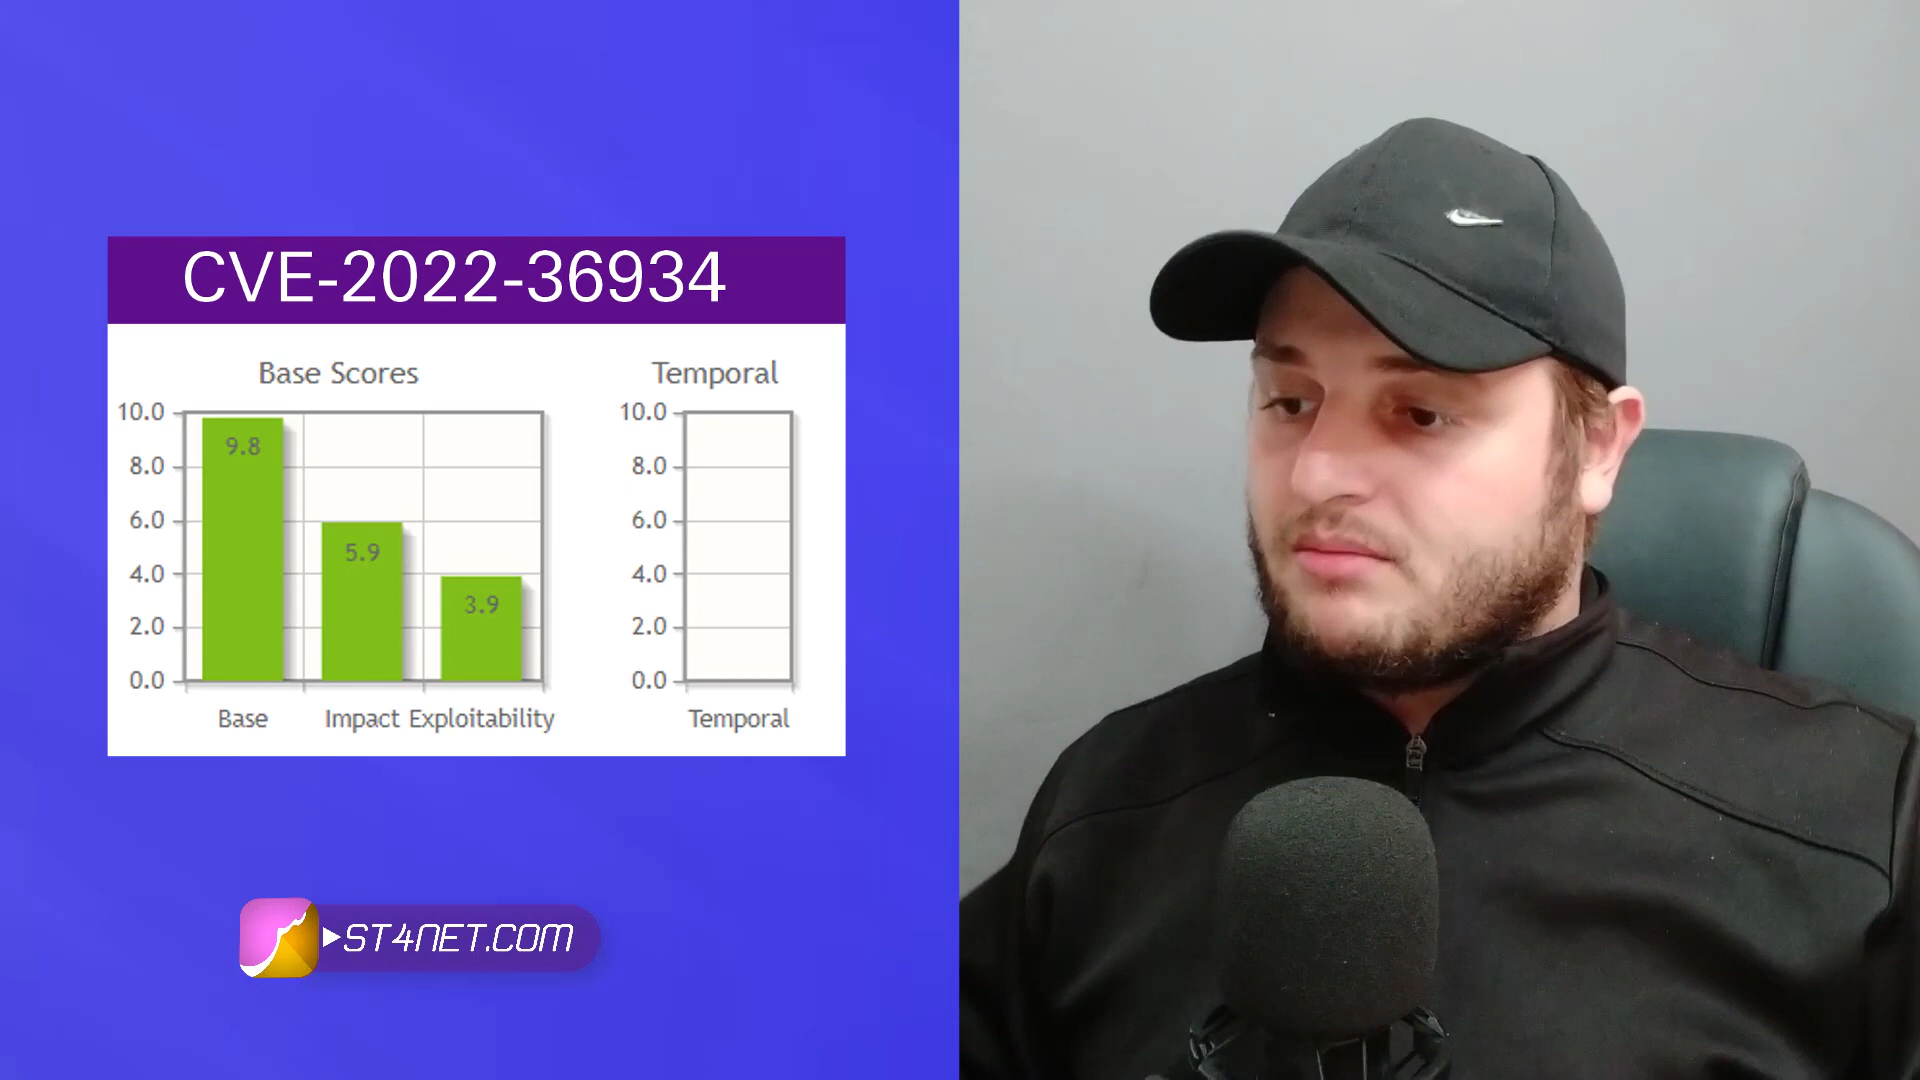 CVE-2022-36934
Base Scores
10.0
8.0
6.0
4.0
2.0
0.0
9.8
5.9
3.9
Base Impact Exploitability
Temporal
10.0
8.0
6.0
4.0
2.0
0.0
Temporal
ST4NET.COM